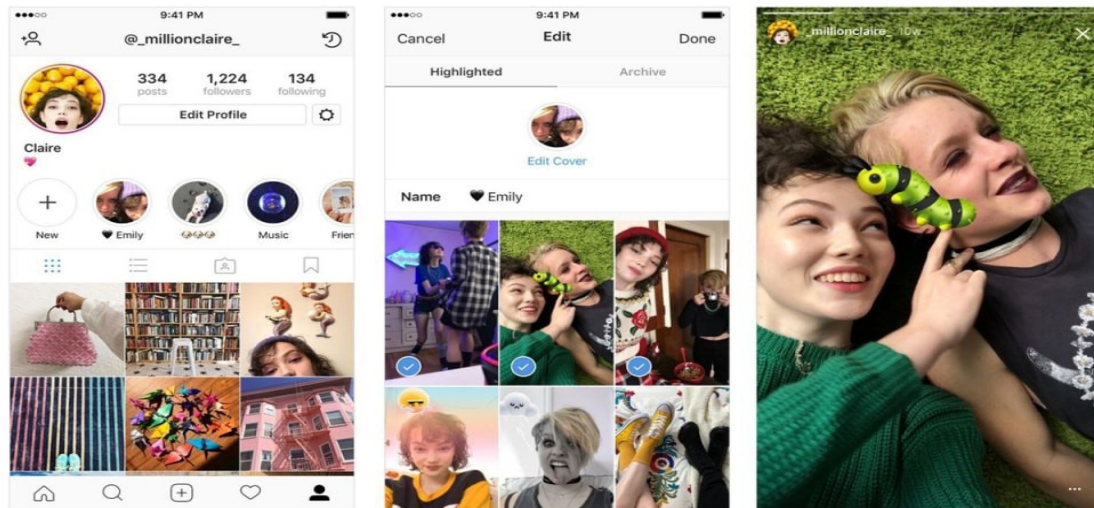 9:41 PM
@_millionclaire_
334 1,224 134
posts followers following
Edit Profile
Claire
New 🖤 Emily 🐶🐶🐶 Music Frien
9:41 PM
Cancel Edit Done
Highlighted Archive
Edit Cover
Name 🖤 Emily
_millionclaire_ 10w